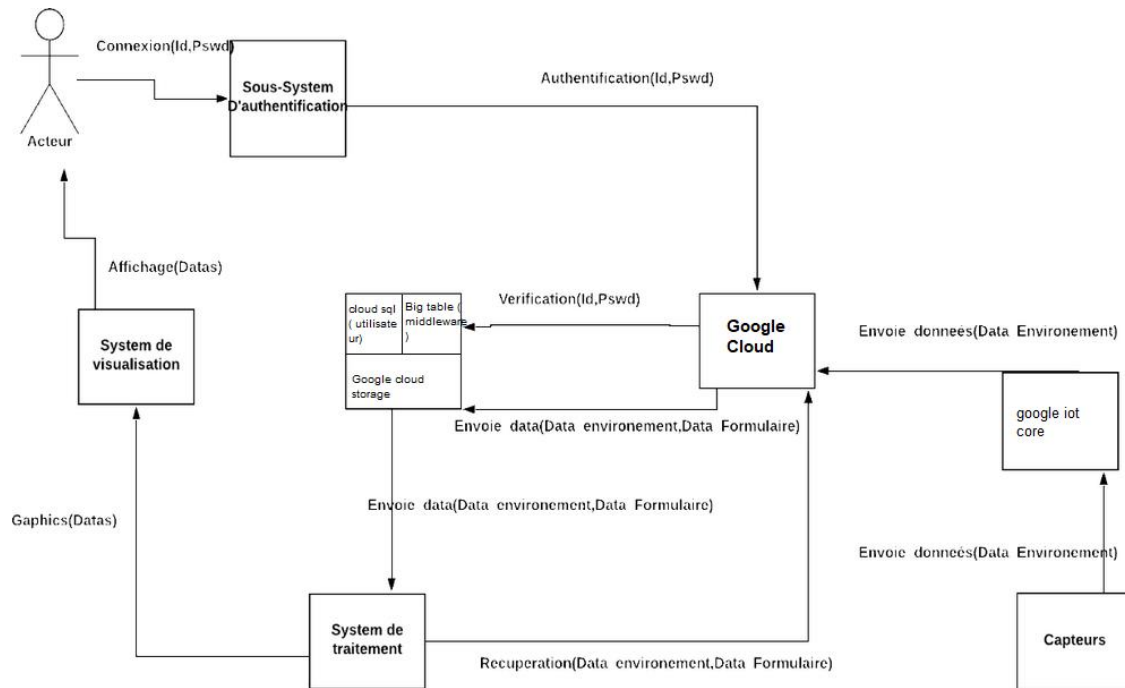 Connexion(Id,Pswd)
Sous-System
D'authentification
Authentification(Id,Pswd)
Acteur
Affichage(Datas)
System de
visualisation
cloud sql
( utilisate
ur)
Big table (
middleware
)
Google cloud
storage
Verification(Id,Pswd)
Google
Cloud
Envoie donneés(Data Environement)
google iot
core
Envoie data(Data environement,Data Formulaire)
Envoie data(Data environement,Data Formulaire)
Gaphics(Datas)
Envoie donneés(Data Environement)
System de
traitement
Recuperation(Data environement,Data Formulaire)
Capteurs